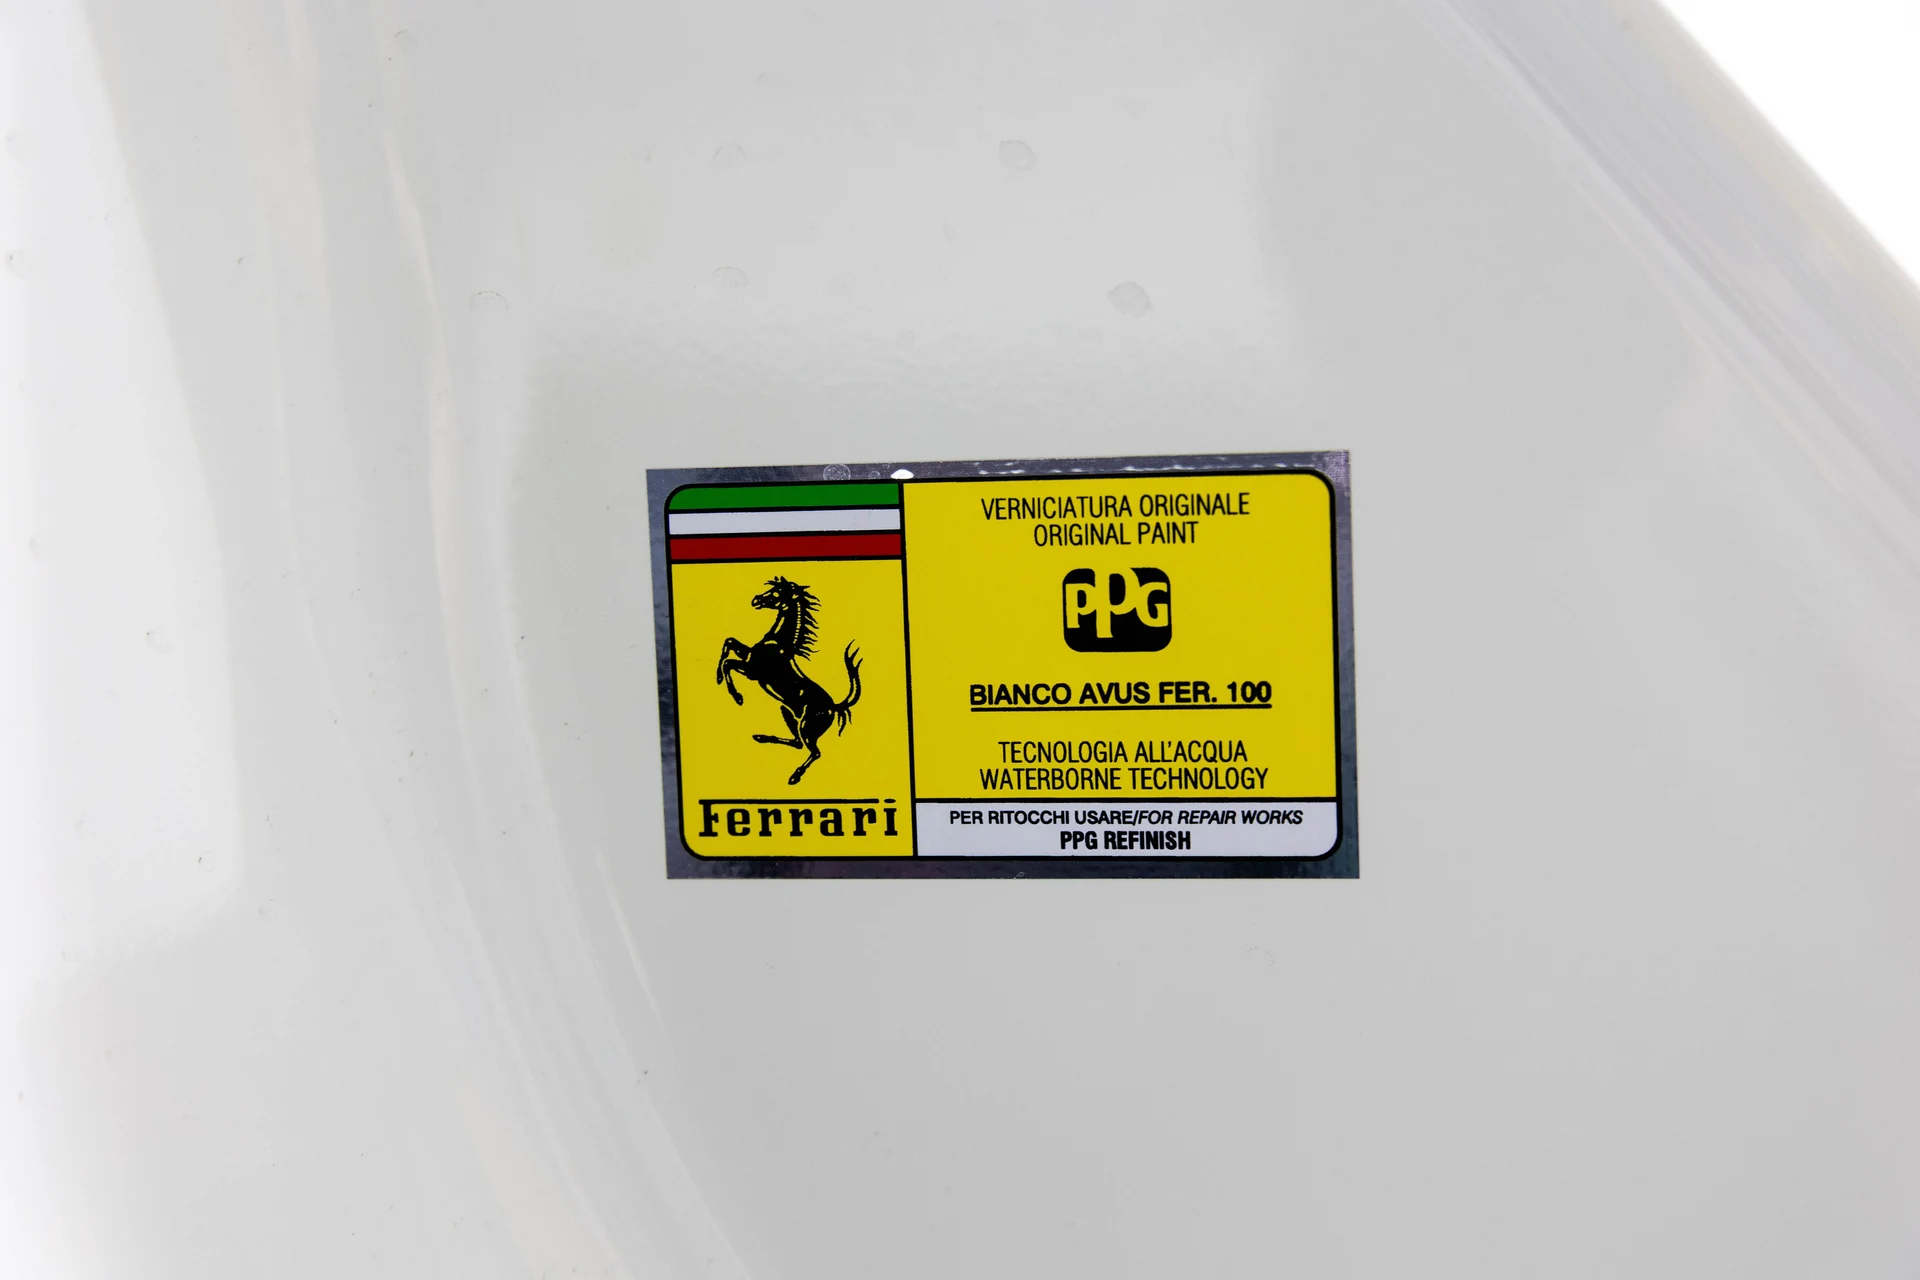 VERNICIATURA ORIGINALE
ORIGINAL PAINT
PPG
BIANCO AVUS FER. 100
TECNOLOGIA ALL'ACQUA
WATERBORNE TECHNOLOGY
Ferrari
PER RITOCCHI USARE/FOR REPAIR WORKS
PPG REFINISH